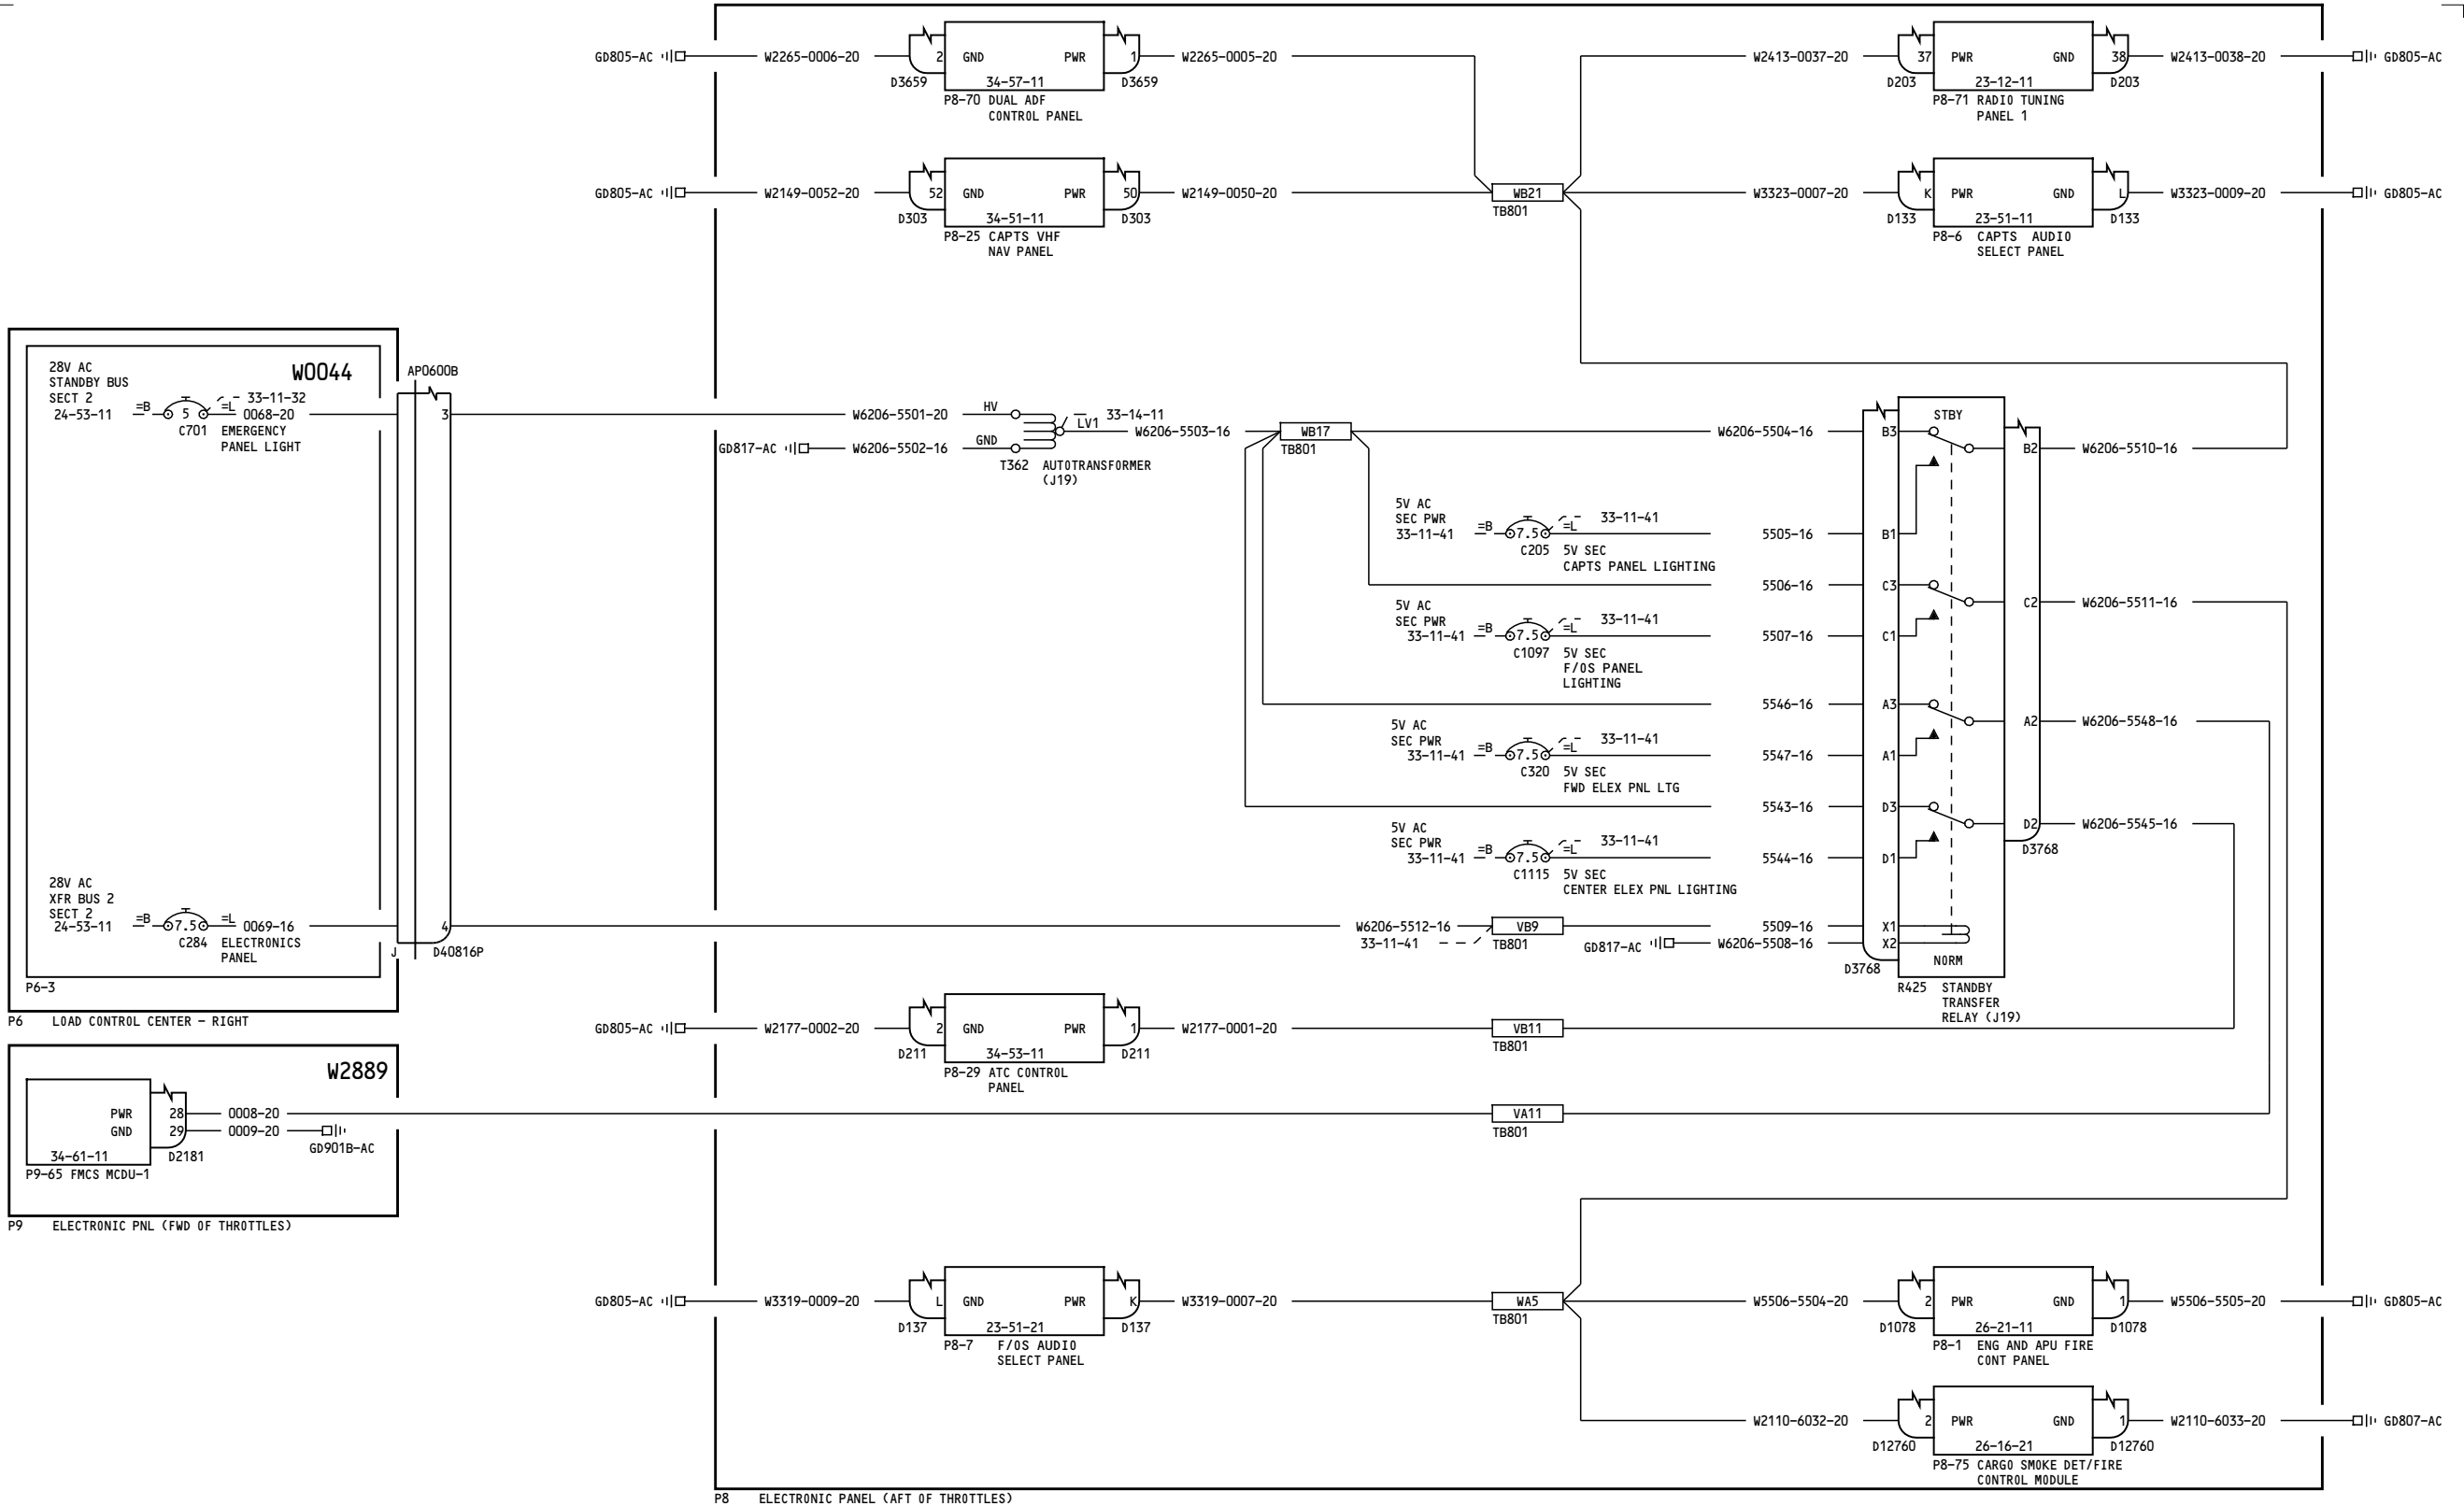 GD805-AC W2265-0006-20 2 GND PWR 1 W2265-0005-20
D3659 34-57-11 D3659
P8-70 DUAL ADF
CONTROL PANEL
W2413-0037-20 37 PWR GND 38 W2413-0038-20 GD805-AC
D203 23-12-11 D203
P8-71 RADIO TUNING
PANEL 1
GD805-AC W2149-0052-20 52 GND PWR 50 W2149-0050-20 WB21
D303 34-51-11 D303 TB801
P8-25 CAPTS VHF
NAV PANEL
W3323-0007-20 K PWR GND L W3323-0009-20 GD805-AC
D133 23-51-11 D133
P8-6 CAPTS AUDIO
SELECT PANEL
W0044
28V AC
STANDBY BUS
SECT 2
24-53-11 =B 5 =L 33-11-32
0068-20
C701 EMERGENCY
PANEL LIGHT
AP0600B
3
W6206-5501-20 HV
GD817-AC W6206-5502-16 GND
LV1 33-14-11
W6206-5503-16
T362 AUTOTRANSFORMER
(J19)
WB17
TB801
W6206-5504-16 B3 STBY
B2 W6206-5510-16
5V AC
SEC PWR
33-11-41 =B 7.5 =L 33-11-41
C205 5V SEC
CAPTS PANEL LIGHTING
5505-16 B1
5506-16 C3
C2 W6206-5511-16
5V AC
SEC PWR
33-11-41 =B 7.5 =L 33-11-41
C1097 5V SEC
F/OS PANEL
LIGHTING
5507-16 C1
5546-16 A3
A2 W6206-5548-16
5V AC
SEC PWR
33-11-41 =B 7.5 =L 33-11-41
C320 5V SEC
FWD ELEX PNL LTG
5547-16 A1
5543-16 D3
D2 W6206-5545-16
D3768
5V AC
SEC PWR
33-11-41 =B 7.5 =L 33-11-41
C1115 5V SEC
CENTER ELEX PNL LIGHTING
5544-16 D1
28V AC
XFR BUS 2
SECT 2
24-53-11 =B 7.5 =L 0069-16
C284 ELECTRONICS
PANEL
4
J D40816P
P6-3
P6 LOAD CONTROL CENTER - RIGHT
W6206-5512-16 VB9 5509-16 X1
33-11-41 TB801 GD817-AC W6206-5508-16 X2
D3768 NORM
R425 STANDBY
TRANSFER
RELAY (J19)
GD805-AC W2177-0002-20 2 GND PWR 1 W2177-0001-20 VB11
D211 34-53-11 D211 TB801
P8-29 ATC CONTROL
PANEL
W2889
PWR 28 0008-20 VA11
GND 29 0009-20 TB801
GD901B-AC
34-61-11 D2181
P9-65 FMCS MCDU-1
P9 ELECTRONIC PNL (FWD OF THROTTLES)
GD805-AC W3319-0009-20 L GND PWR K W3319-0007-20 WA5
D137 23-51-21 D137 TB801
P8-7 F/OS AUDIO
SELECT PANEL
W5506-5504-20 2 PWR GND 1 W5506-5505-20 GD805-AC
D1078 26-21-11 D1078
P8-1 ENG AND APU FIRE
CONT PANEL
W2110-6032-20 2 PWR GND 1 W2110-6033-20 GD807-AC
D12760 26-16-21 D12760
P8-75 CARGO SMOKE DET/FIRE
CONTROL MODULE
P8 ELECTRONIC PANEL (AFT OF THROTTLES)